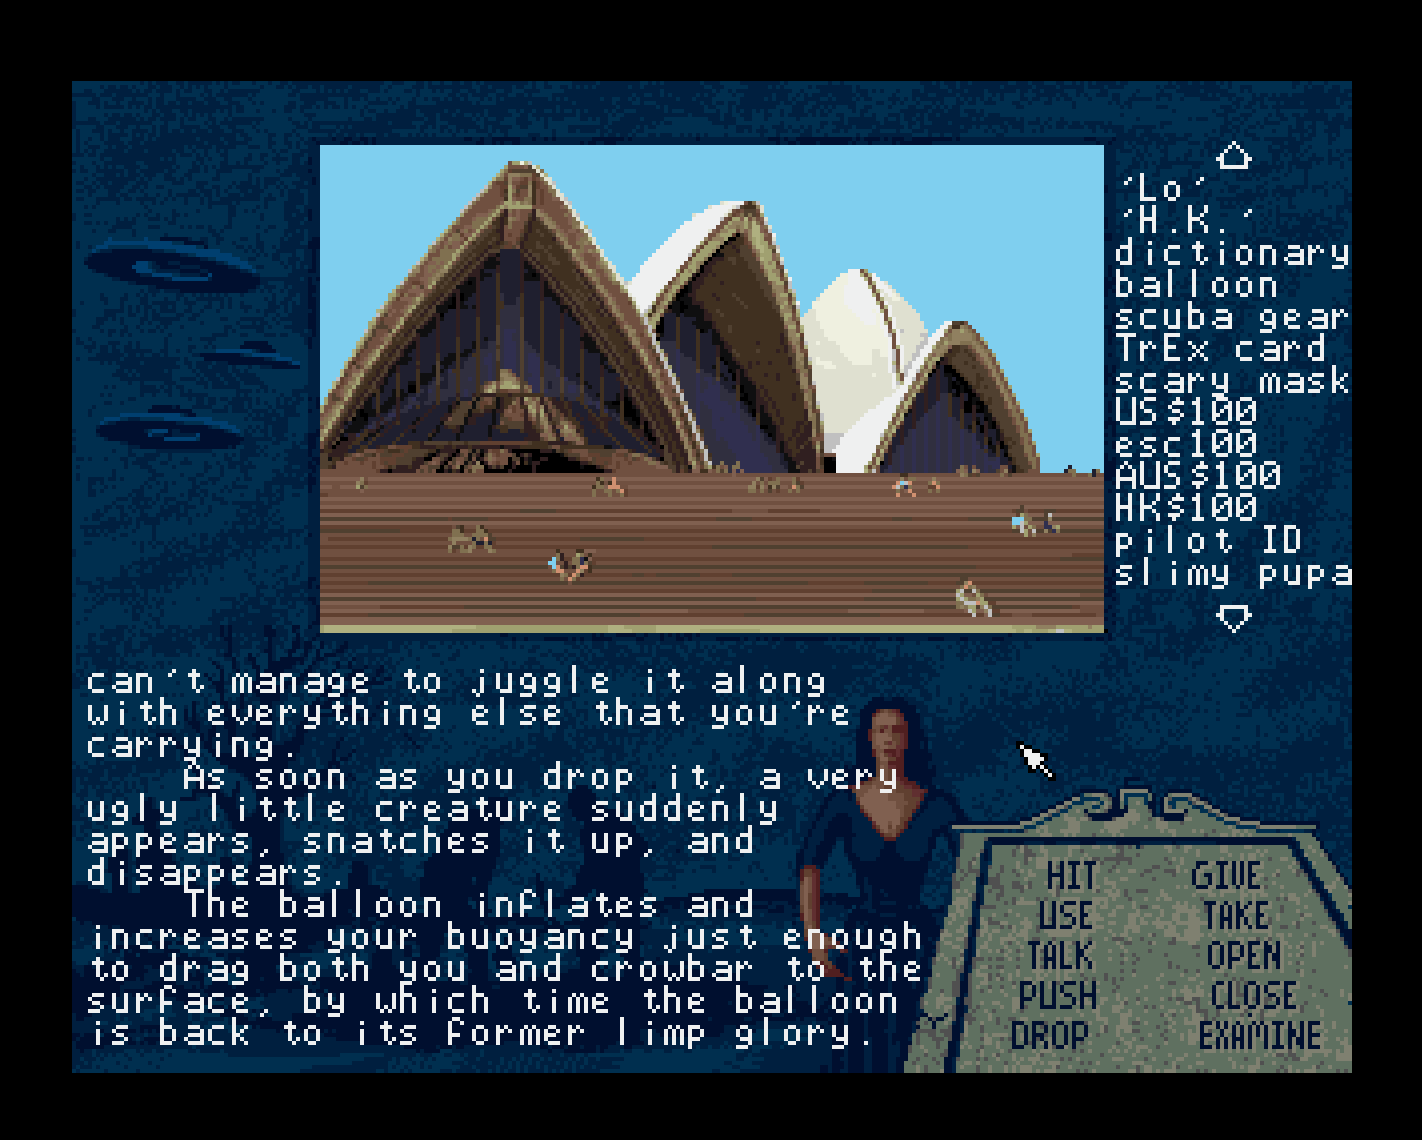 'Lo'
'H.K.'
dictionary
balloon
scuba gear
TrEx card
scary mask
US$100
esc100
AUS$100
HK$100
pilot ID
slimy pupa
can't manage to juggle it along
with everything else that you're
carrying.
As soon as you drop it, a very
ugly little creature suddenly
appears, snatches it up, and
disappears.
The balloon inflates and
increases your buoyancy just enough
to drag both you and crowbar to the
surface, by which time the balloon
is back to its former limp glory.
HIT GIVE
USE TAKE
TALK OPEN
PUSH CLOSE
DROP EXAMINE